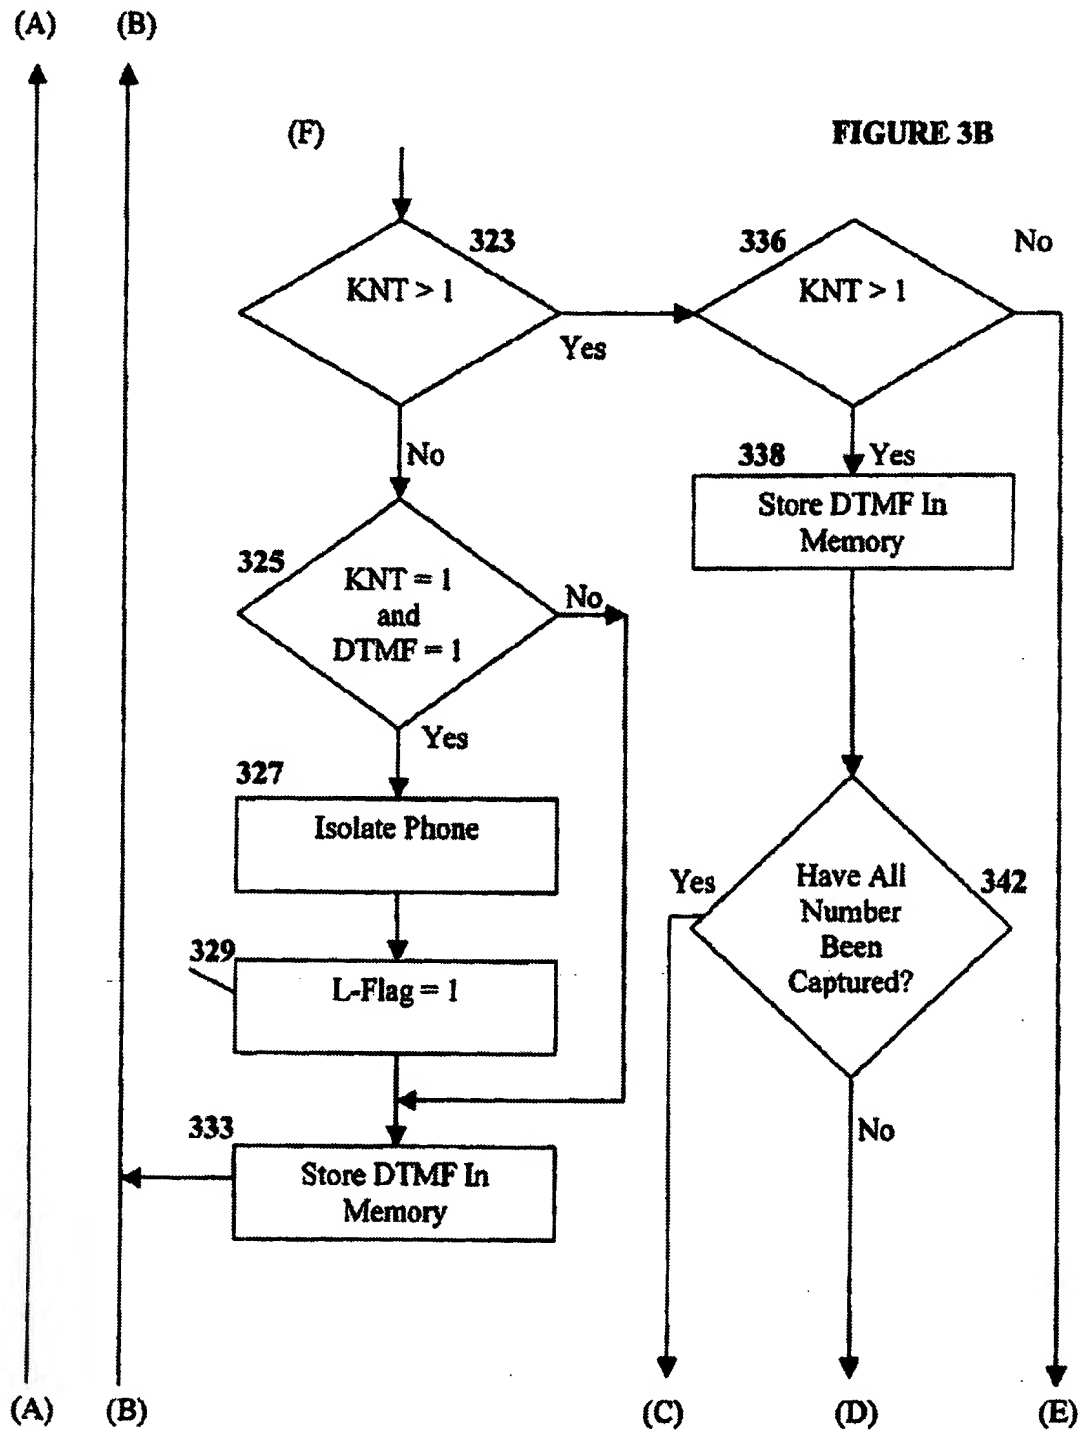 (A)
(B)
(F)
FIGURE 3B
323
KNT > 1
Yes
336
KNT > 1
No
No
338
Yes
Store DTMF In
Memory
325
KNT = 1
and
DTMF = 1
No
Yes
327
Isolate Phone
Yes
Have All
Number
Been
Captured?
342
329
L-Flag = 1
No
333
Store DTMF In
Memory
(A)
(B)
(C)
(D)
(E)